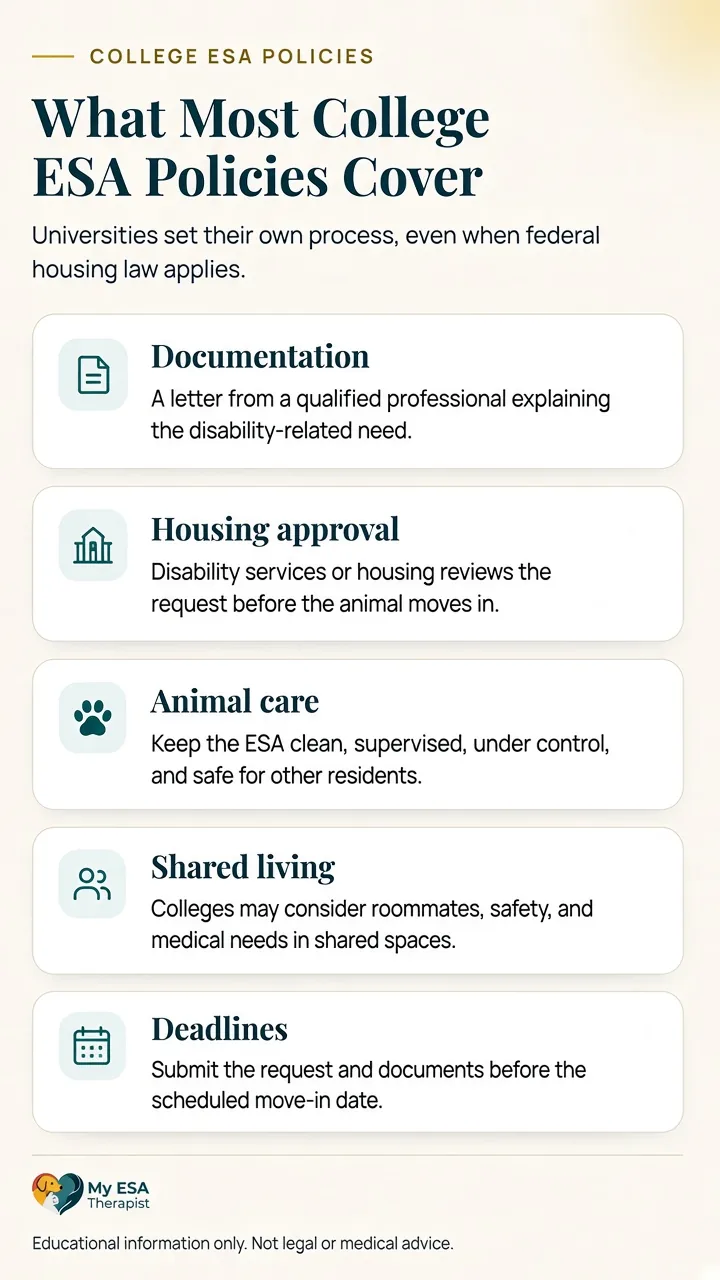 COLLEGE ESA POLICIES
What Most College
ESA Policies Cover
Universities set their own process, even when federal
housing law applies.
Documentation
A letter from a qualified professional explaining
the disability-related need.
Housing approval
Disability services or housing reviews the
request before the animal moves in.
Animal care
Keep the ESA clean, supervised, under control,
and safe for other residents.
Shared living
Colleges may consider roommates, safety, and
medical needs in shared spaces.
Deadlines
Submit the request and documents before the
scheduled move-in date.
My ESA
Therapist
Educational information only. Not legal or medical advice.